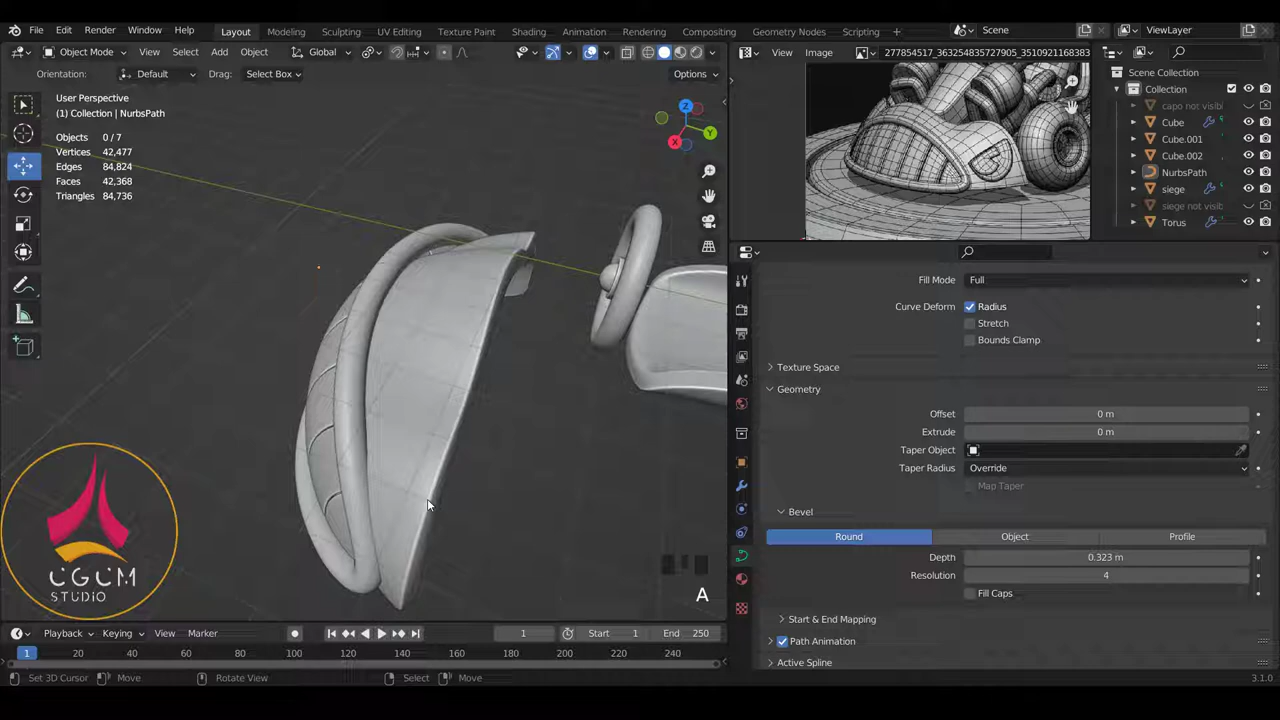 File Edit Render Window Help Layout Modeling Sculpting UV Editing Texture Paint Shading Animation Rendering Compositing Geometry Nodes Scripting Scene ViewLayer
Object Mode View Select Add Object Global View Image 277854517_363254835727905_3510921168383
Orientation: Default Drag: Select Box Options
Scene Collection
Collection
capo not visibl
Cube
Cube.001
Cube.002
NurbsPath
siege
siege not visib
Torus
User Perspective
(1) Collection | NurbsPath
Objects 0 / 7
Vertices 42,477
Edges 84,824
Faces 42,368
Triangles 84,736
Z
Y
X
Fill Mode Full
Curve Deform Radius
Stretch
Bounds Clamp
Texture Space
Geometry
Offset 0 m
Extrude 0 m
Taper Object
Taper Radius Override
Map Taper
Bevel
Round Object Profile
Depth 0.323 m
Resolution 4
Fill Caps
Start & End Mapping
Path Animation
Active Spline
CGCM
STUDIO
A
Playback Keying View Marker 1 Start 1 End 250
1 20 40 60 80 100 120 140 160 180 200 220 240
Set 3D Cursor Move Rotate View Select Move 3.1.0